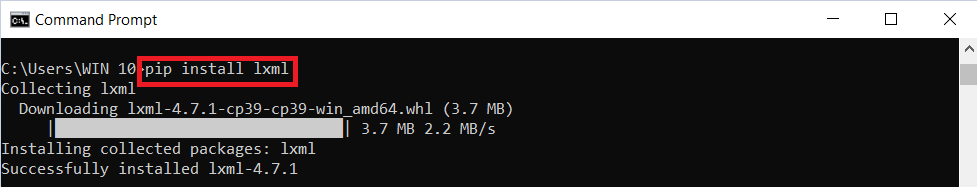 Command Prompt
C:\Users\WIN 10>pip install lxml
Collecting lxml
Downloading lxml-4.7.1-cp39-cp39-win_amd64.whl (3.7 MB)
| | 3.7 MB 2.2 MB/s
Installing collected packages: lxml
Successfully installed lxml-4.7.1